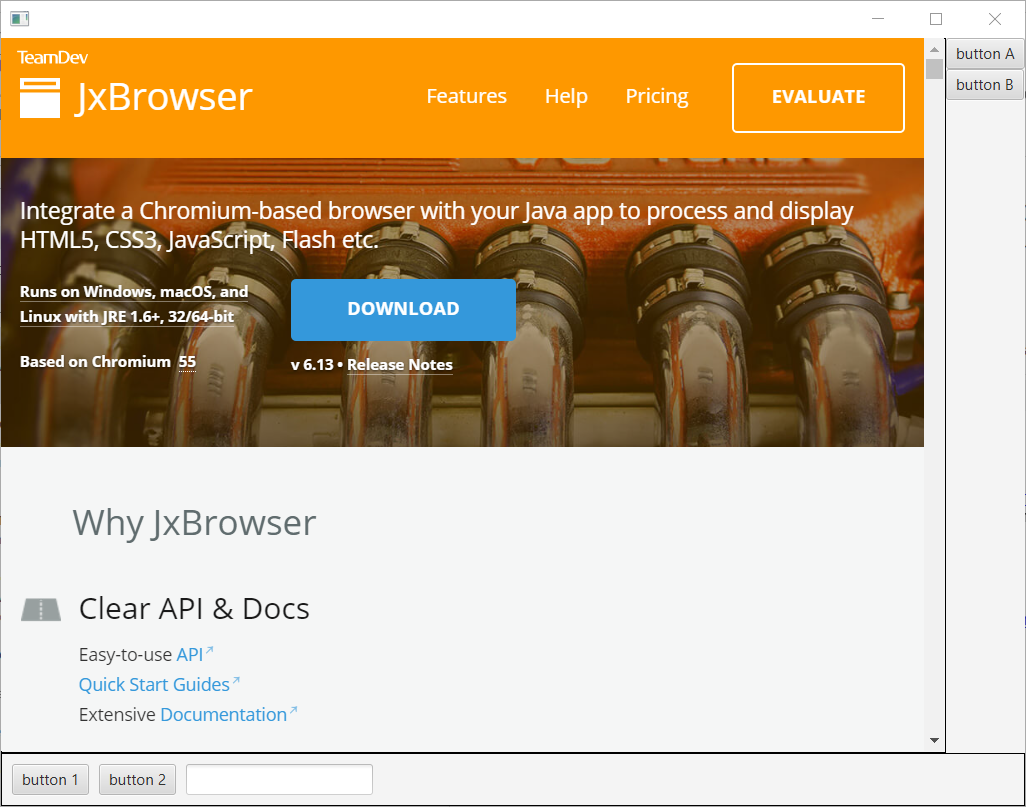 TeamDev
JxBrowser
Features Help Pricing EVALUATE
button A
button B
Integrate a Chromium-based browser with your Java app to process and display
HTML5, CSS3, JavaScript, Flash etc.
Runs on Windows, macOS, and
Linux with JRE 1.6+, 32/64-bit
DOWNLOAD
Based on Chromium 55
v 6.13 • Release Notes
Why JxBrowser
Clear API & Docs
Easy-to-use API
Quick Start Guides
Extensive Documentation
button 1 button 2